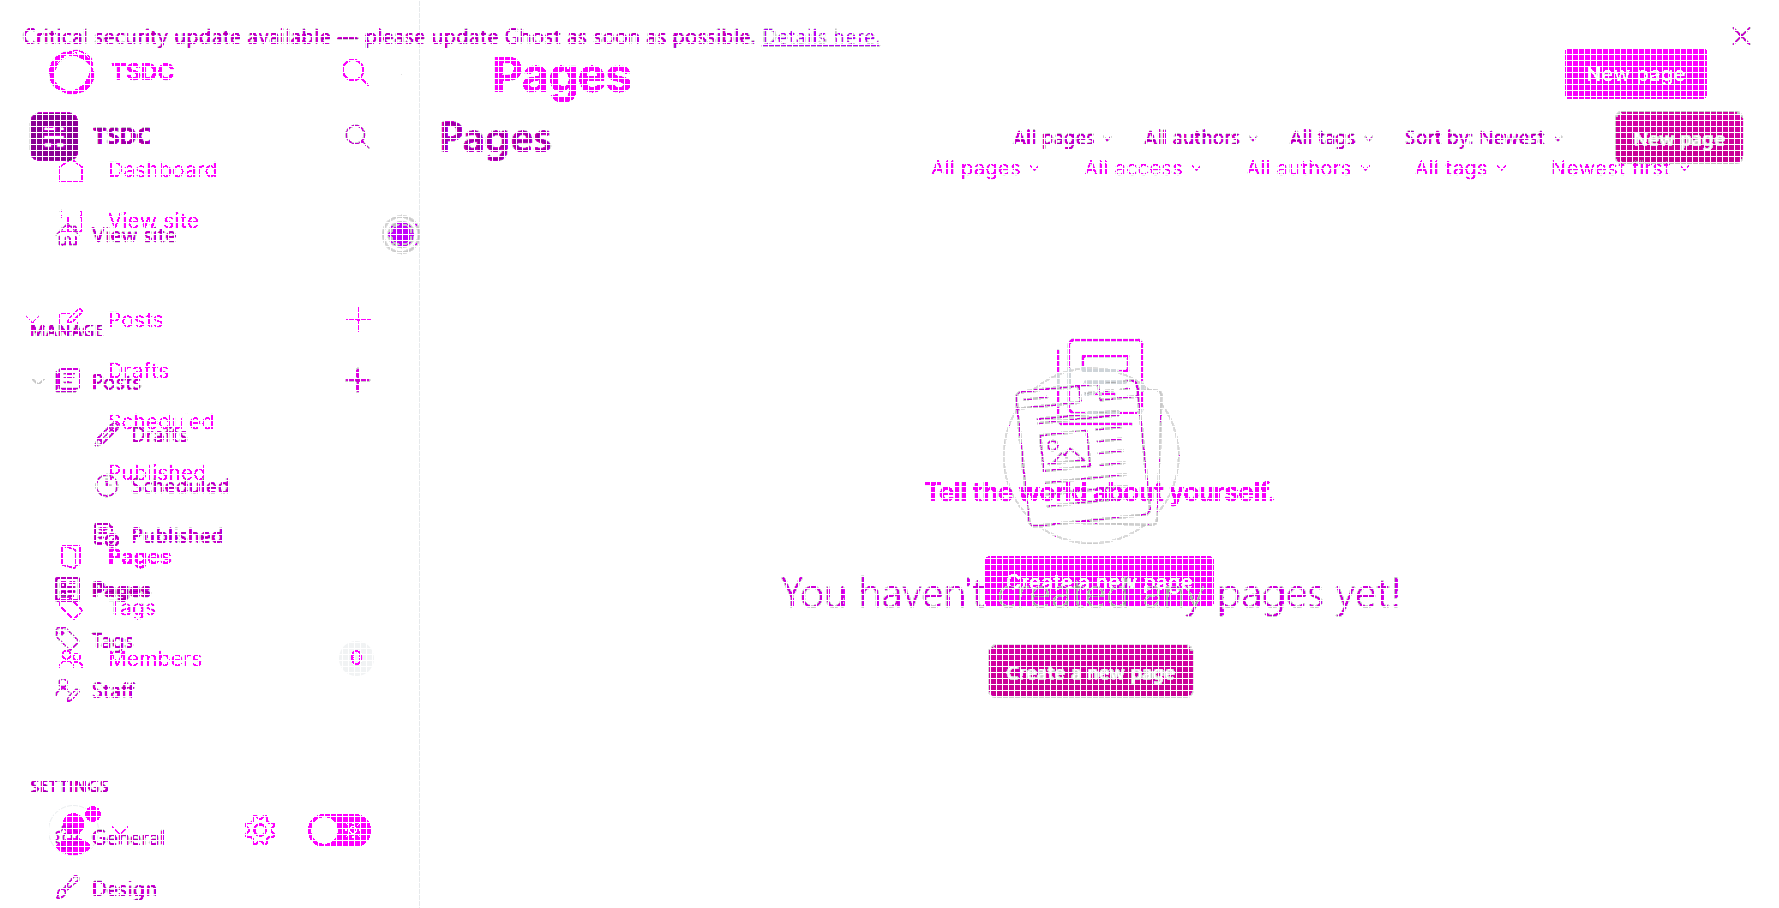 Critical security update available — please update Ghost as soon as possible. Details here.
TSDC
Pages
New page
TSDC
Pages
All pages
All authors
All tags
Sort by: Newest
New page
Dashboard
All pages
All access
All authors
All tags
Newest first
View site
View site
Posts
MANAGE
Drafts
Posts
Scheduled
Drafts
Published
Scheduled
Tell the world about yourself.
Published
Pages
Create a new page
Pages
You haven't pages yet!
Tags
Tags
Members
0
Create a new page
Staff
SETTINGS
General
Design